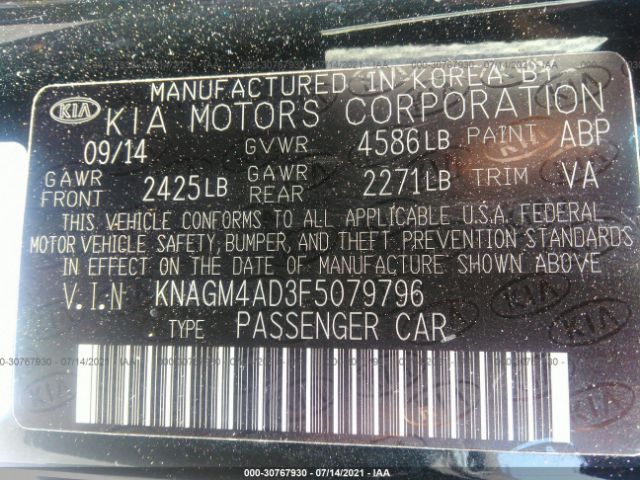 MANUFACTURED IN KOREA B1
KIA KIA MOTORS CORPORATION
09/14 GVWR 4586LB PAINT ABP
GAWR FRONT 2425LB GAWR REAR 2271LB TRIM VA
THIS VEHICLE CONFORMS TO ALL APPLICABLE U.S.A. FEDERAL
MOTOR VEHICLE SAFETY, BUMPER, AND THEFT PREVENTION STANDARDS
IN EFFECT ON THE DATE OF MANUFACTURE SHOWN ABOVE
V.I.N KNAGM4AD3F5079796
TYPE PASSENGER CAR
000-30767930 - 07/14/2021 - IAA